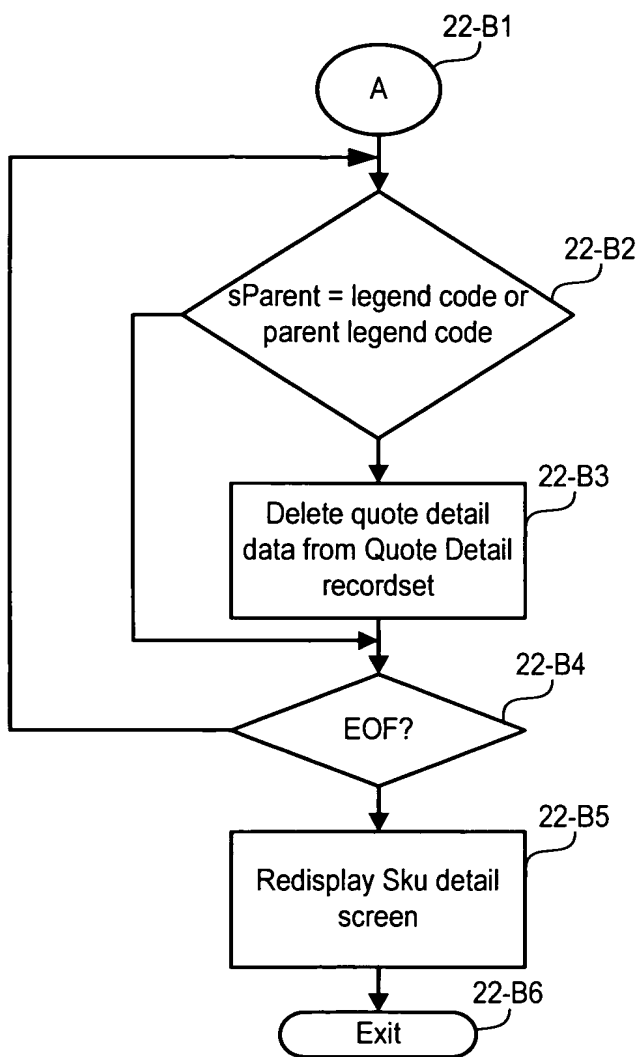 22-B1
A
22-B2
sParent = legend code or
parent legend code
22-B3
Delete quote detail
data from Quote Detail
recordset
22-B4
EOF?
22-B5
Redisplay Sku detail
screen
22-B6
Exit